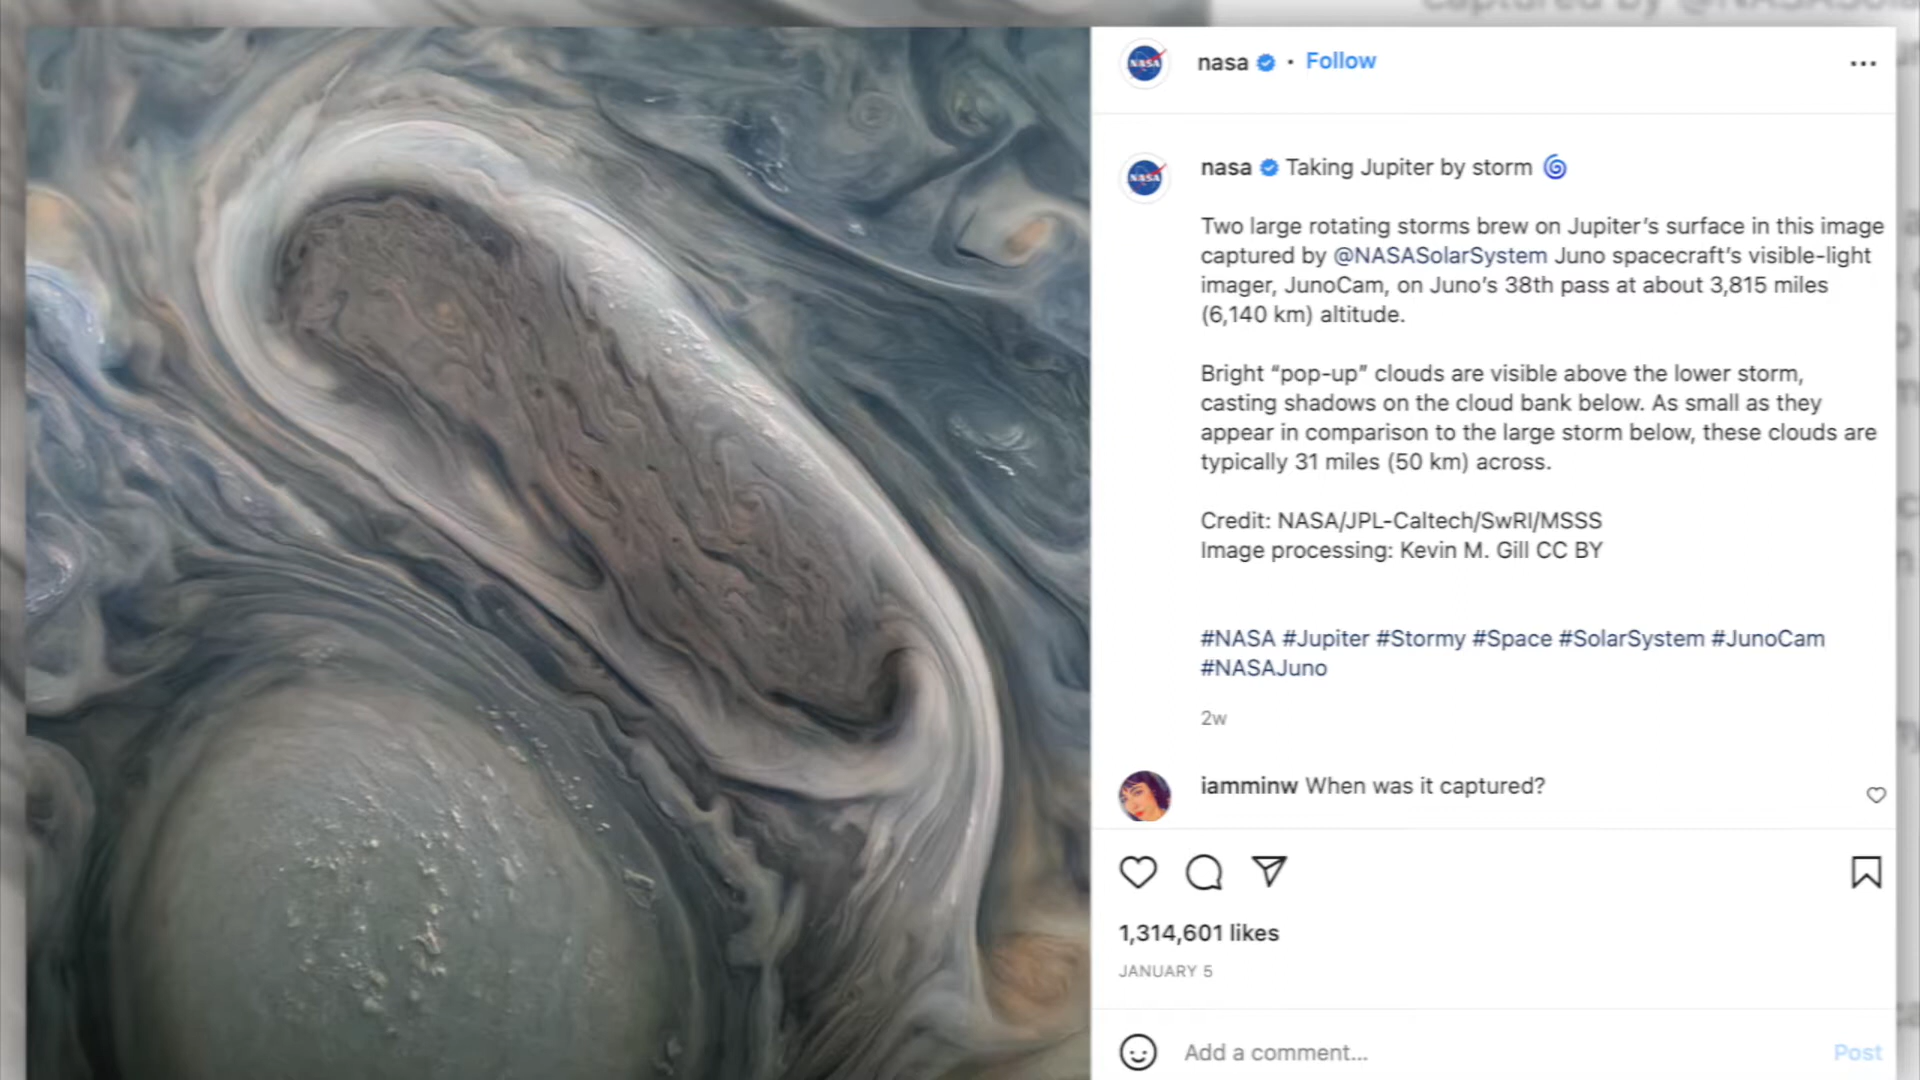 captured by @NASASola
nasa • Follow
nasa Taking Jupiter by storm
Two large rotating storms brew on Jupiter’s surface in this image
captured by @NASASolarSystem Juno spacecraft’s visible-light
imager, JunoCam, on Juno’s 38th pass at about 3,815 miles
(6,140 km) altitude.
Bright “pop-up” clouds are visible above the lower storm,
casting shadows on the cloud bank below. As small as they
appear in comparison to the large storm below, these clouds are
typically 31 miles (50 km) across.
Credit: NASA/JPL-Caltech/SwRI/MSSS
Image processing: Kevin M. Gill CC BY
#NASA #Jupiter #Stormy #Space #SolarSystem #JunoCam
#NASAJuno
2w
iamminw When was it captured?
1,314,601 likes
JANUARY 5
Add a comment... Post